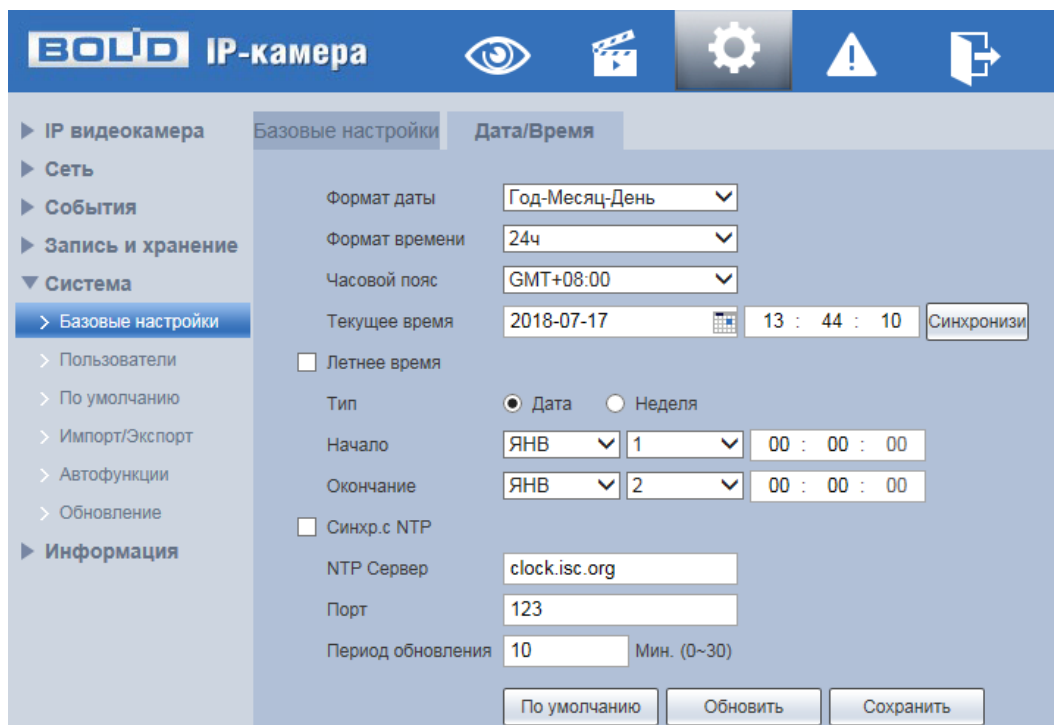 BOLID IP-камера
IP видеокамера
Сеть
События
Запись и хранение
Система
Базовые настройки
Пользователи
По умолчанию
Импорт/Экспорт
Автофункции
Обновление
Информация
Базовые настройки Дата/Время
Формат даты Год-Месяц-День
Формат времени 24ч
Часовой пояс GMT+08:00
Текущее время 2018-07-17 13 : 44 : 10 Синхронизи
Летнее время
Тип Дата Неделя
Начало ЯНВ 1 00 : 00 : 00
Окончание ЯНВ 2 00 : 00 : 00
Синхр.с NTP
NTP Сервер clock.isc.org
Порт 123
Период обновления 10 Мин. (0~30)
По умолчанию Обновить Сохранить